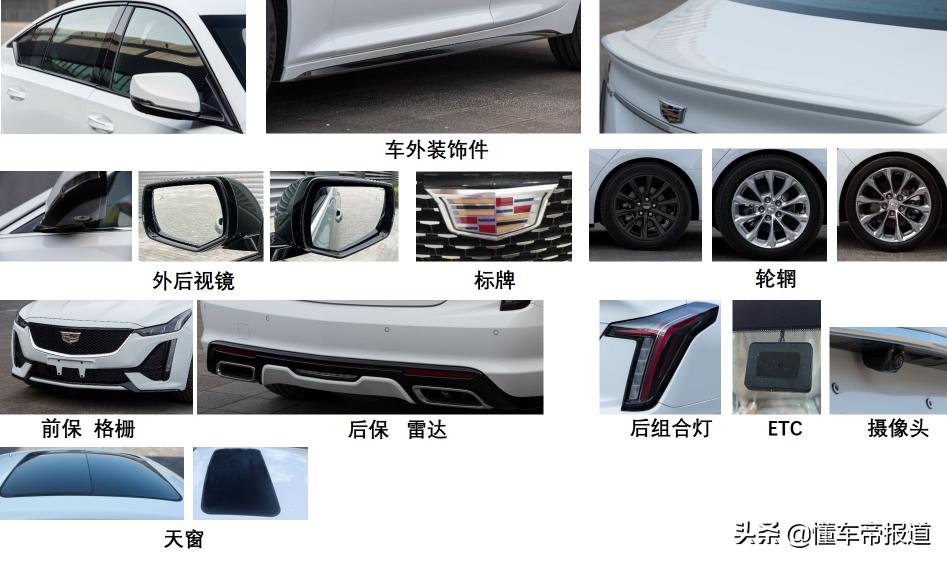 车外装饰件
外后视镜
标牌
轮辋
前保 格栅
后保 雷达
后组合灯
ETC
摄像头
天窗
头条 @懂车帝报道